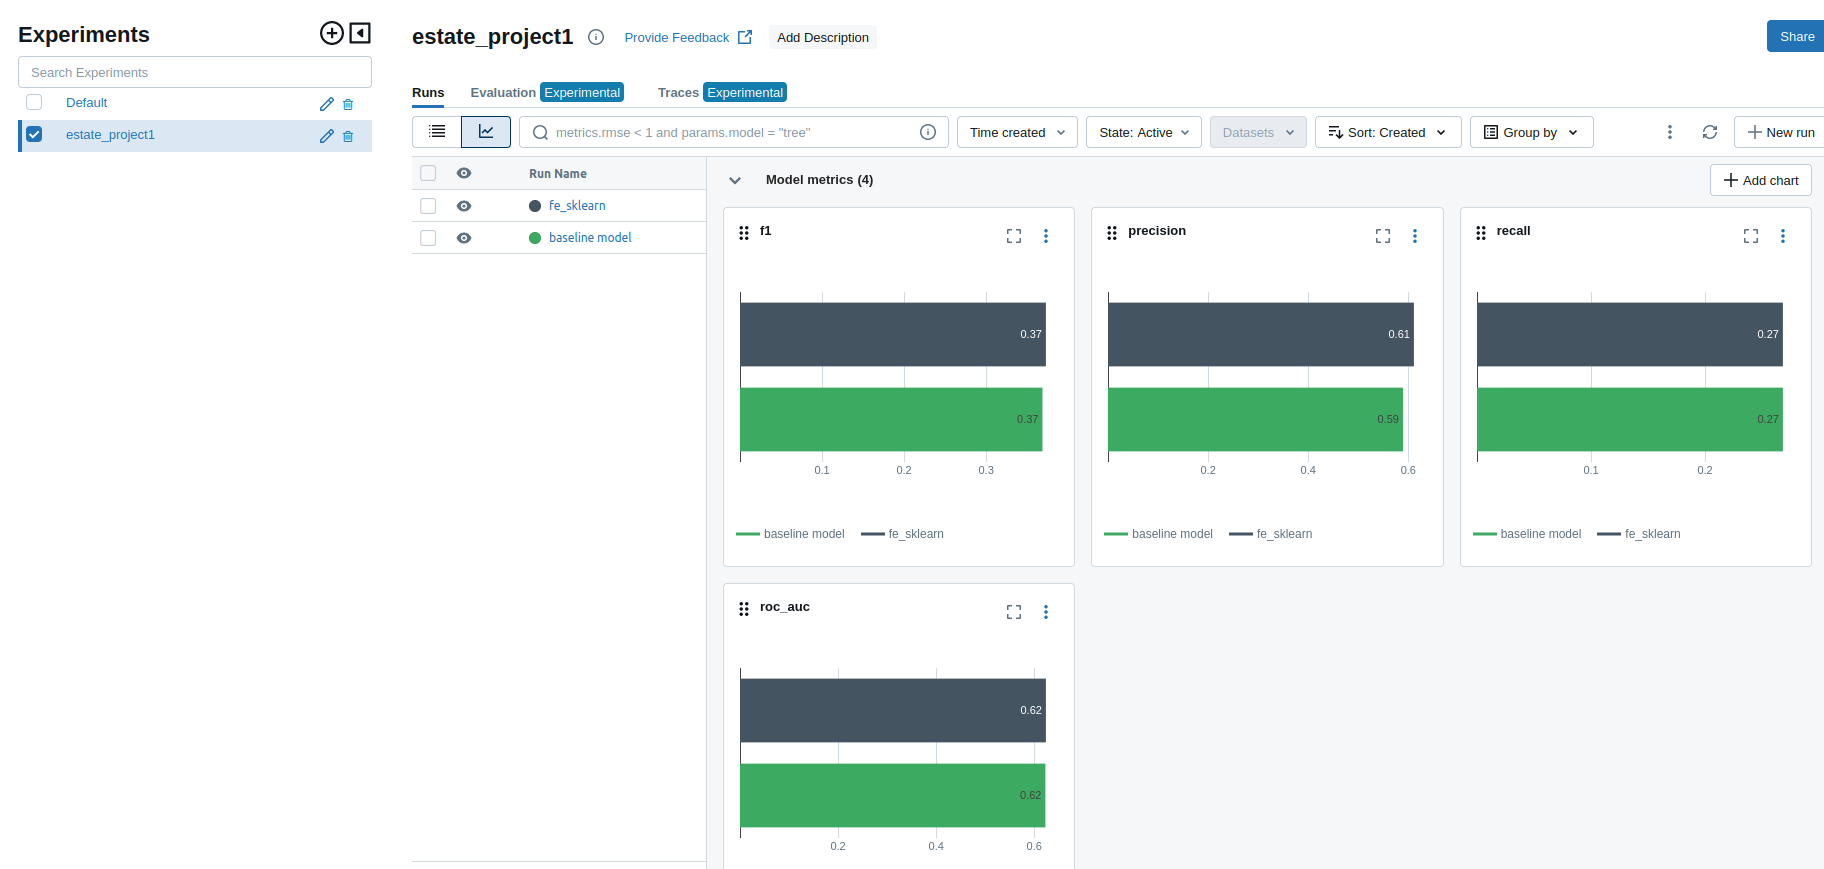 Experiments
Search Experiments
Default
estate_project1
estate_project1
Provide Feedback
Add Description
Share
Runs
Evaluation Experimental
Traces Experimental
metrics.rmse < 1 and params.model = "tree"
Time created
State: Active
Datasets
Sort: Created
Group by
New run
Run Name
fe_sklearn
baseline model
Model metrics (4)
Add chart
f1
0.37
0.37
0.1 0.2 0.3
baseline model fe_sklearn
precision
0.61
0.59
0.2 0.4 0.6
baseline model fe_sklearn
recall
0.27
0.27
0.1 0.2
baseline model fe_sklearn
roc_auc
0.62
0.62
0.2 0.4 0.6